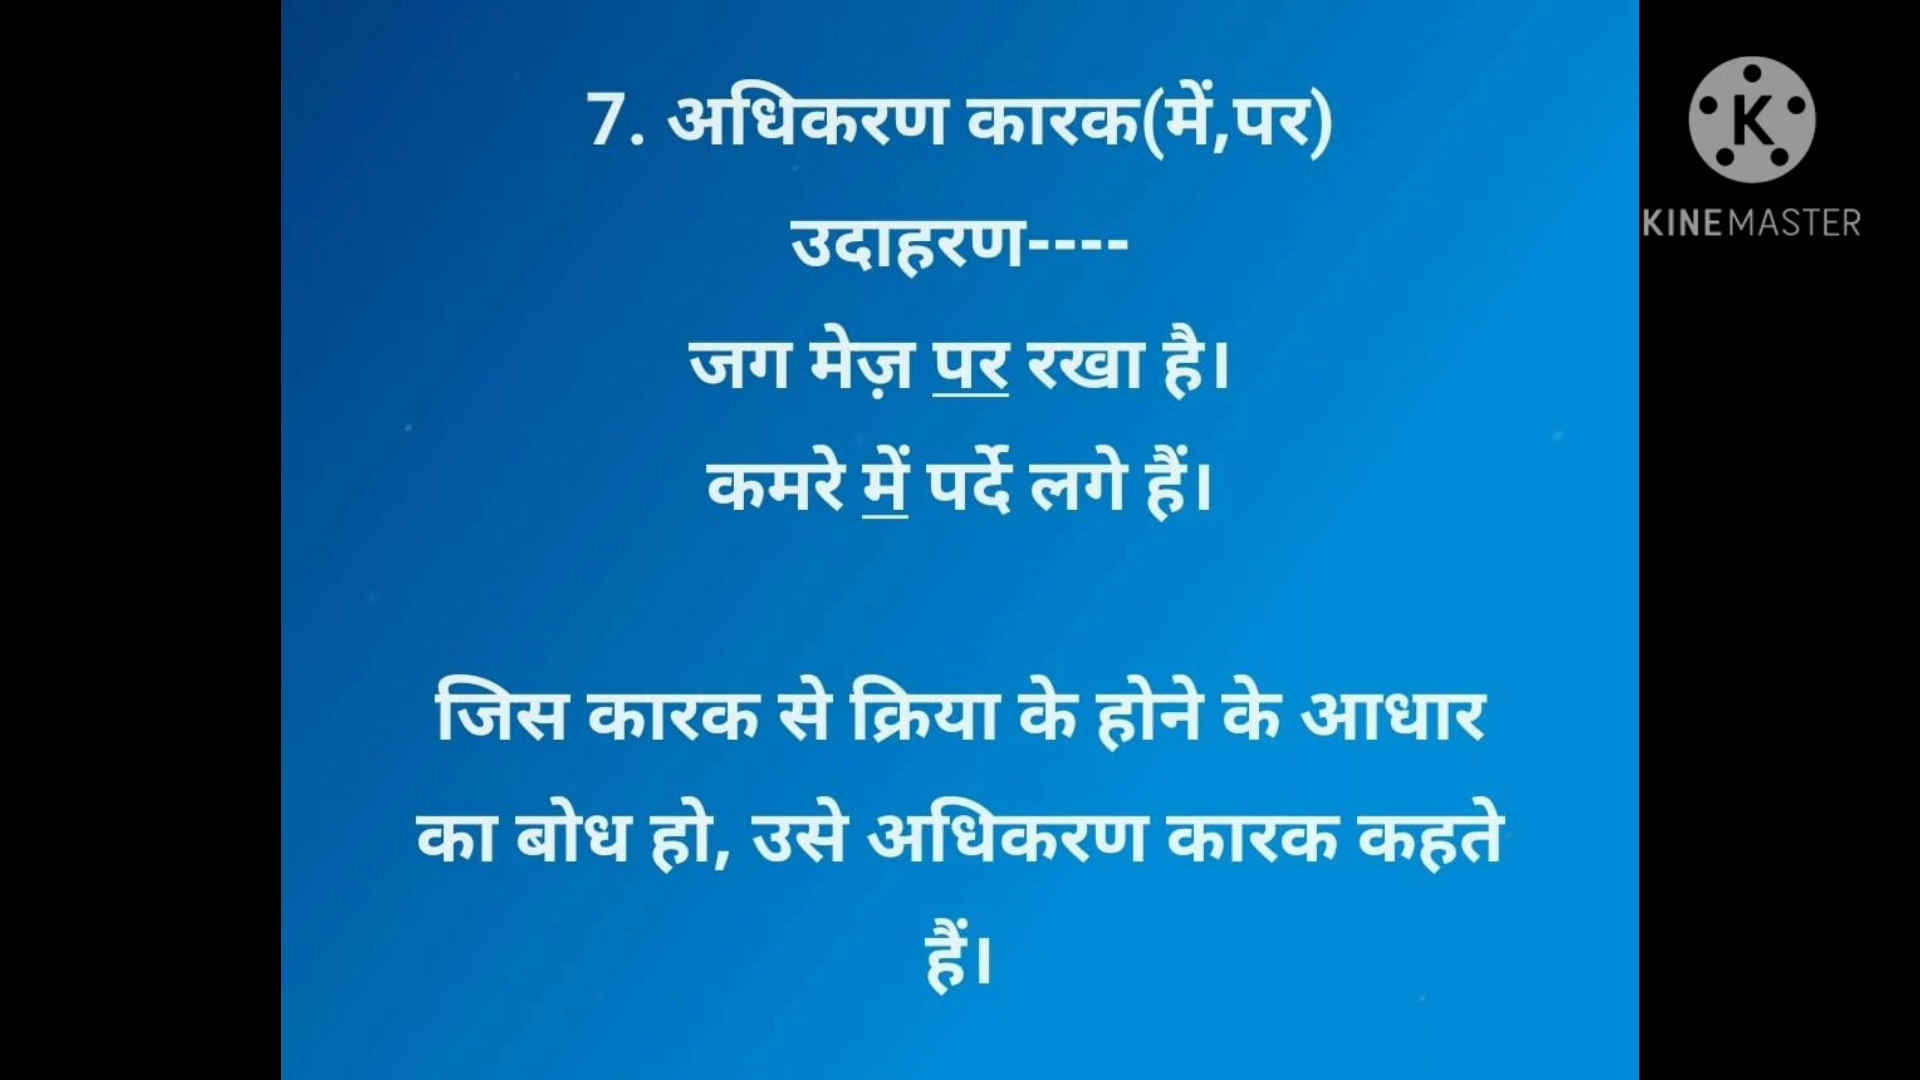 7. अधिकरण कारक(में,पर)
उदाहरण----
जग मेज़ पर रखा है।
कमरे में पर्दे लगे हैं।
जिस कारक से क्रिया के होने के आधार
का बोध हो, उसे अधिकरण कारक कहते
हैं।
K
KINEMASTER